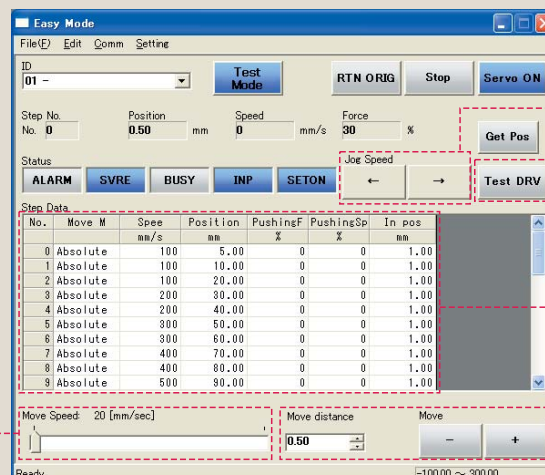 Easy Mode
File(F) Edit Comm Setting
ID
01 -
Test Mode
RTN ORIG
Stop
Servo ON
Step No. Position Speed Force
No. 0 0.50 mm 0 mm/s 30 %
Get Pos
Status
Jog Speed
ALARM SVRE BUSY INP SETON ← → Test DRV
Step Data
No. Move M Spee Position PushingF PushingSp In pos
mm/s mm % % mm
0 Absolute 100 5.00 0 0 1.00
1 Absolute 100 10.00 0 0 1.00
2 Absolute 100 20.00 0 0 1.00
3 Absolute 200 30.00 0 0 1.00
4 Absolute 200 40.00 0 0 1.00
5 Absolute 300 50.00 0 0 1.00
6 Absolute 300 60.00 0 0 1.00
7 Absolute 400 70.00 0 0 1.00
8 Absolute 400 80.00 0 0 1.00
9 Absolute 500 90.00 0 0 1.00
Move Speed: 20 [mm/sec]
Move distance
Move
0.50
- +
Ready
-100.00 ~ 300.00